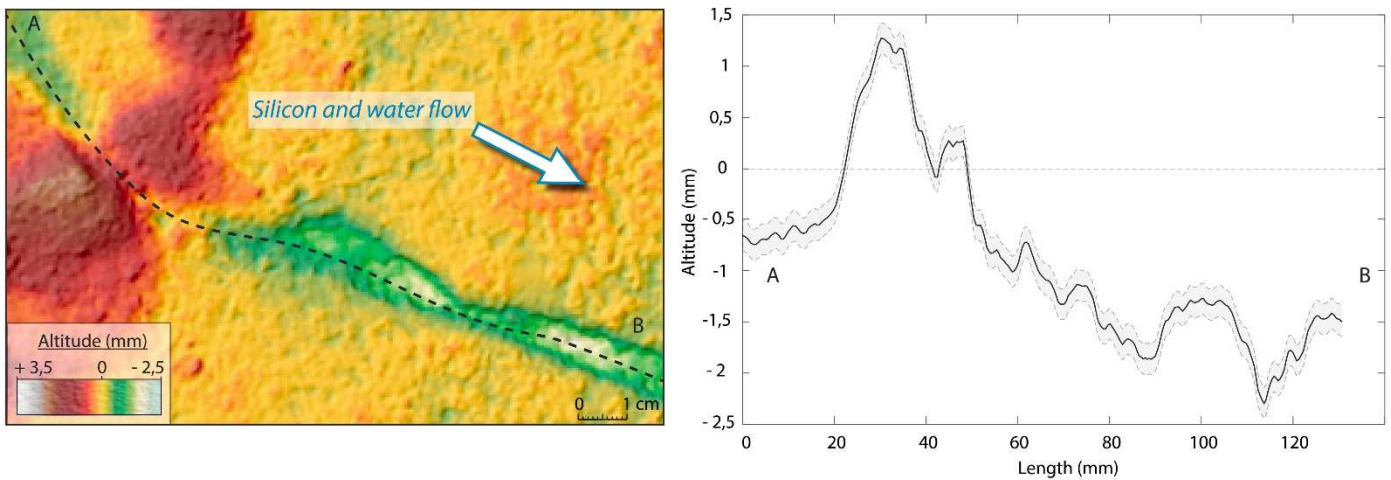 A
Silicon and water flow
B
Altitude (mm)
+ 3,5 0 - 2,5
0 1 cm
1,5
1
0,5
0
- 0,5
-1
- 1,5
- 2
- 2,5
Altitude (mm)
A
B
0 20 40 60 80 100 120 140
Length (mm)